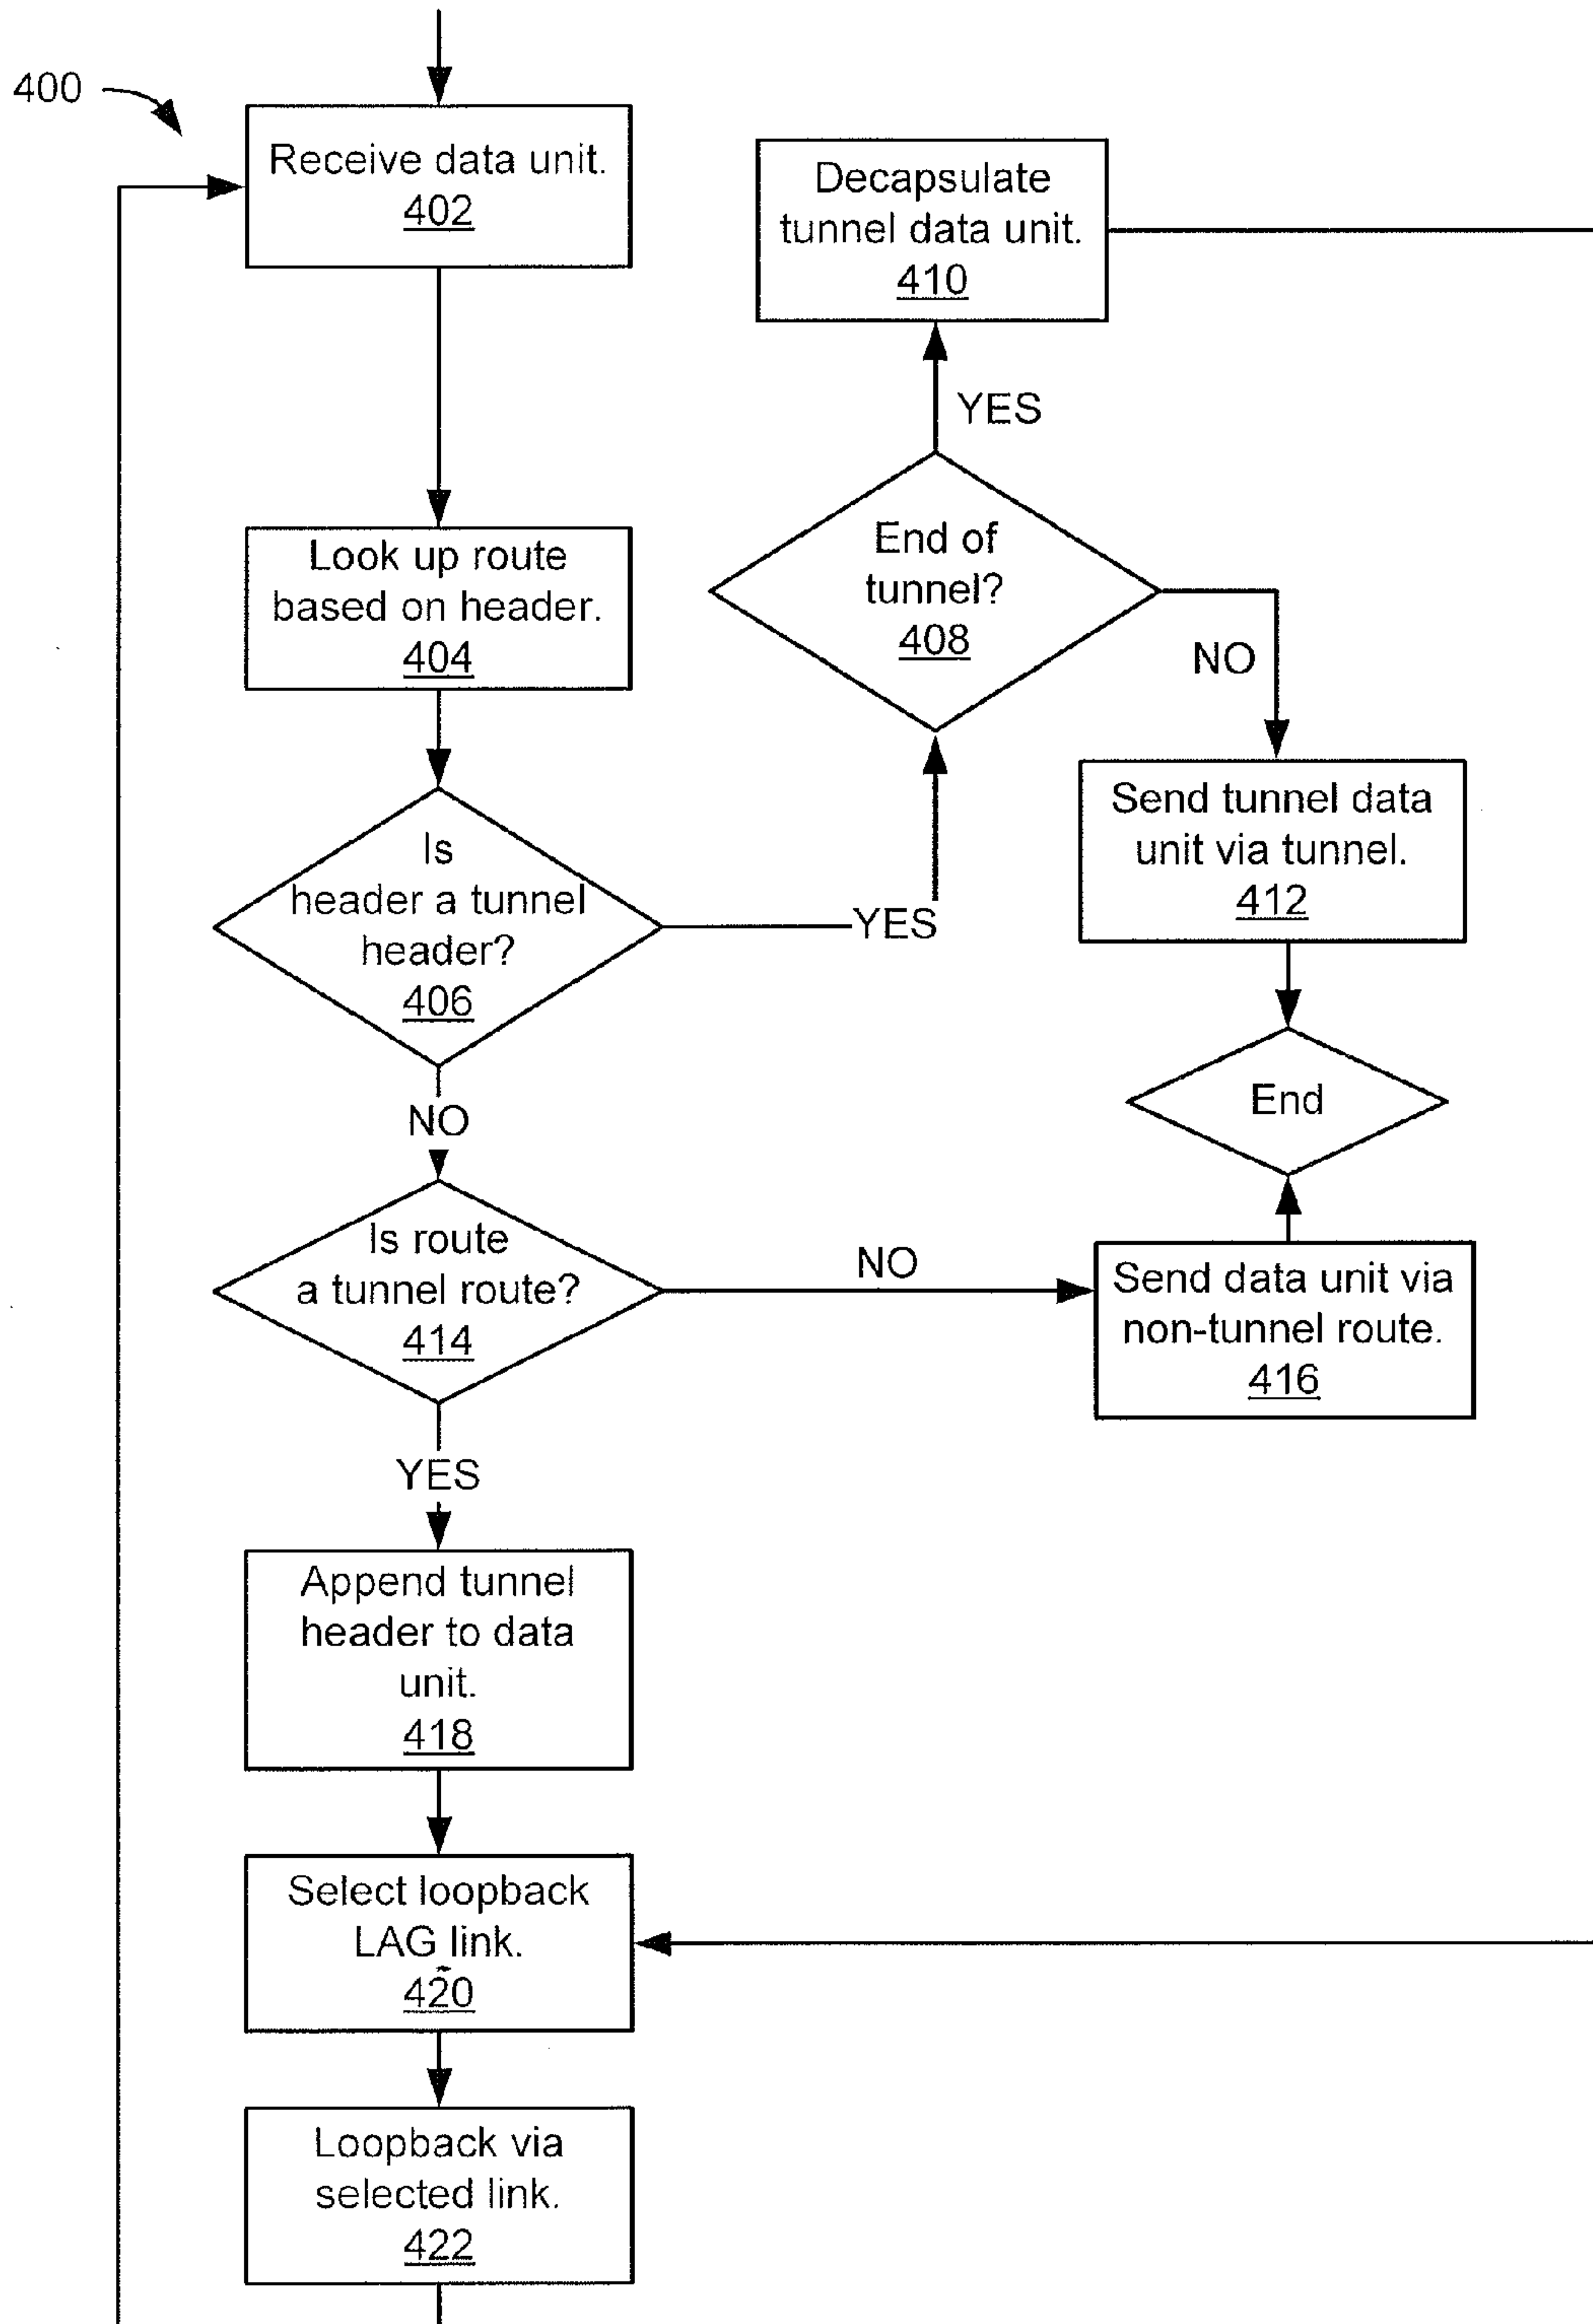 400
Receive data unit.
402
Look up route
based on header.
404
Is
header a tunnel
header?
406
YES
NO
End of
tunnel?
408
YES
NO
Decapsulate
tunnel data unit.
410
Send tunnel data
unit via tunnel.
412
End
Is route
a tunnel route?
414
NO
YES
Send data unit via
non-tunnel route.
416
Append tunnel
header to data
unit.
418
Select loopback
LAG link.
420
Loopback via
selected link.
422